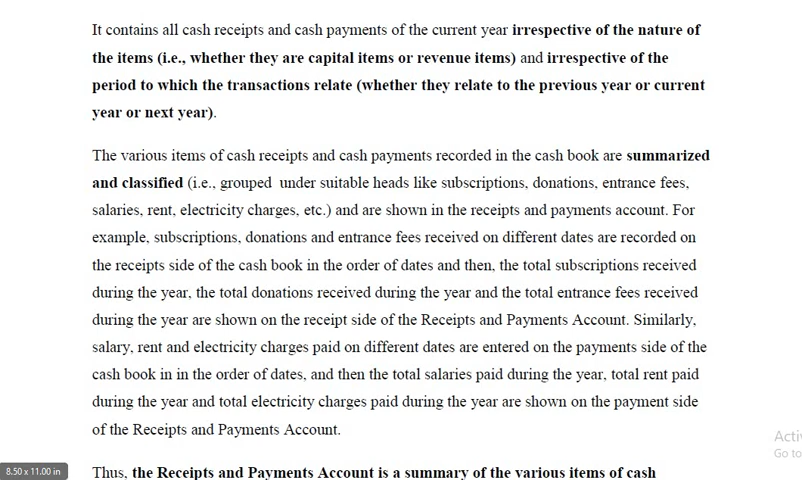 It contains all cash receipts and cash payments of the current year irrespective of the nature of
the items (i.e., whether they are capital items or revenue items) and irrespective of the
period to which the transactions relate (whether they relate to the previous year or current
year or next year).
The various items of cash receipts and cash payments recorded in the cash book are summarized
and classified (i.e., grouped under suitable heads like subscriptions, donations, entrance fees,
salaries, rent, electricity charges, etc.) and are shown in the receipts and payments account. For
example, subscriptions, donations and entrance fees received on different dates are recorded on
the receipts side of the cash book in the order of dates and then, the total subscriptions received
during the year, the total donations received during the year and the total entrance fees received
during the year are shown on the receipt side of the Receipts and Payments Account. Similarly,
salary, rent and electricity charges paid on different dates are entered on the payments side of the
cash book in in the order of dates, and then the total salaries paid during the year, total rent paid
during the year and total electricity charges paid during the year are shown on the payment side
of the Receipts and Payments Account.
Thus, the Receipts and Payments Account is a summary of the various items of cash
8.50 x 11.00 in
Go to